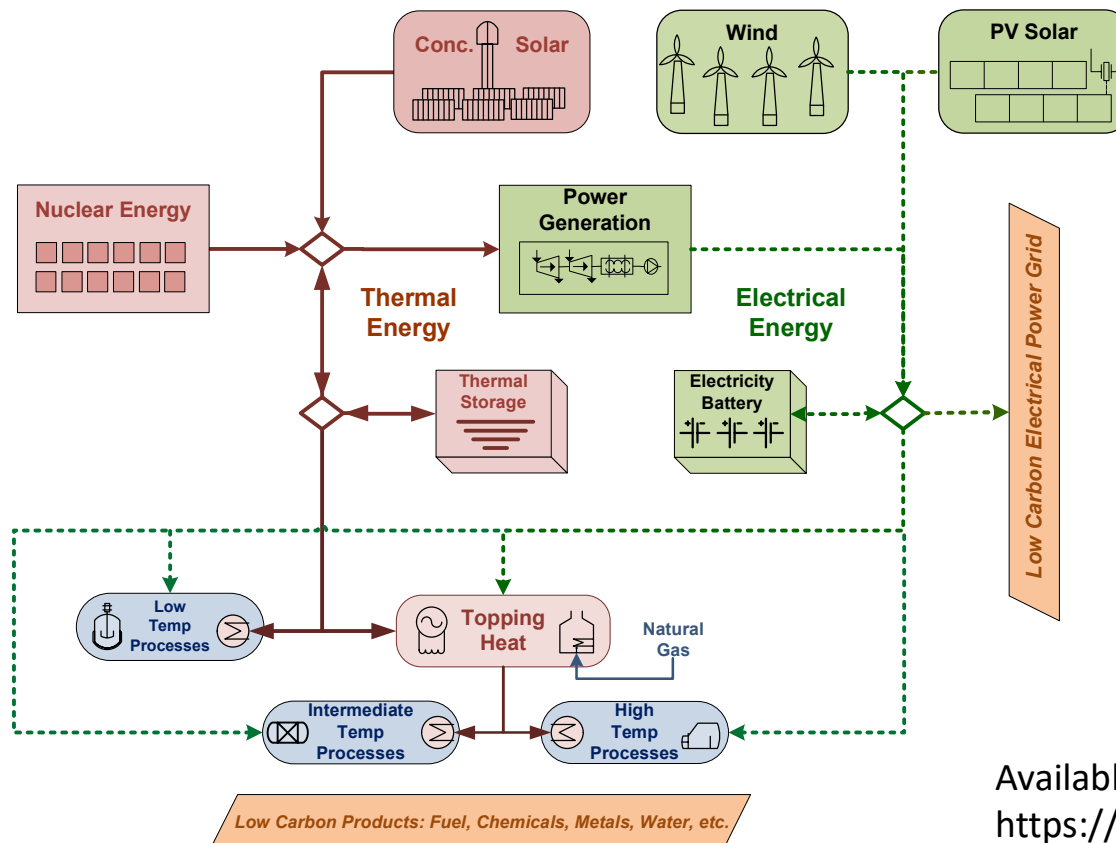 Conc. Solar
Wind
PV Solar
Nuclear Energy
Power
Generation
Thermal
Energy
Electrical
Energy
Thermal
Storage
Electricity
Battery
Low Carbon Electrical Power Grid
Low
Temp
Processes
Topping
Heat
Natural
Gas
Intermediate
Temp
Processes
High
Temp
Processes
Low Carbon Products: Fuel, Chemicals, Metals, Water, etc.
Availabl
https://